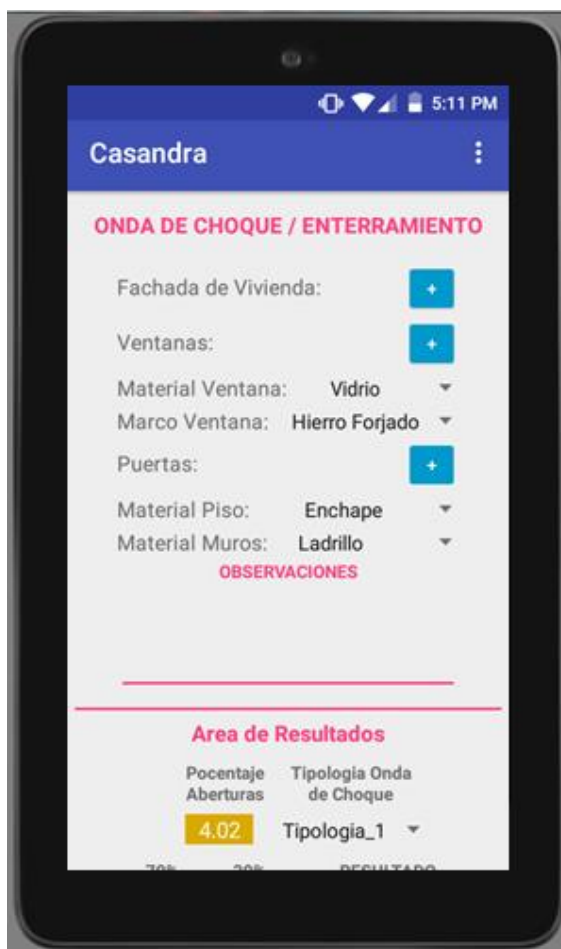 5:11 PM
Casandra
ONDA DE CHOQUE / ENTERRAMIENTO
Fachada de Vivienda: +
Ventanas: +
Material Ventana: Vidrio
Marco Ventana: Hierro Forjado
Puertas: +
Material Piso: Enchape
Material Muros: Ladrillo
OBSERVACIONES
Area de Resultados
Pocentaje Tipologia Onda
Aberturas de Choque
4.02 Tipologia_1
RESULTADO